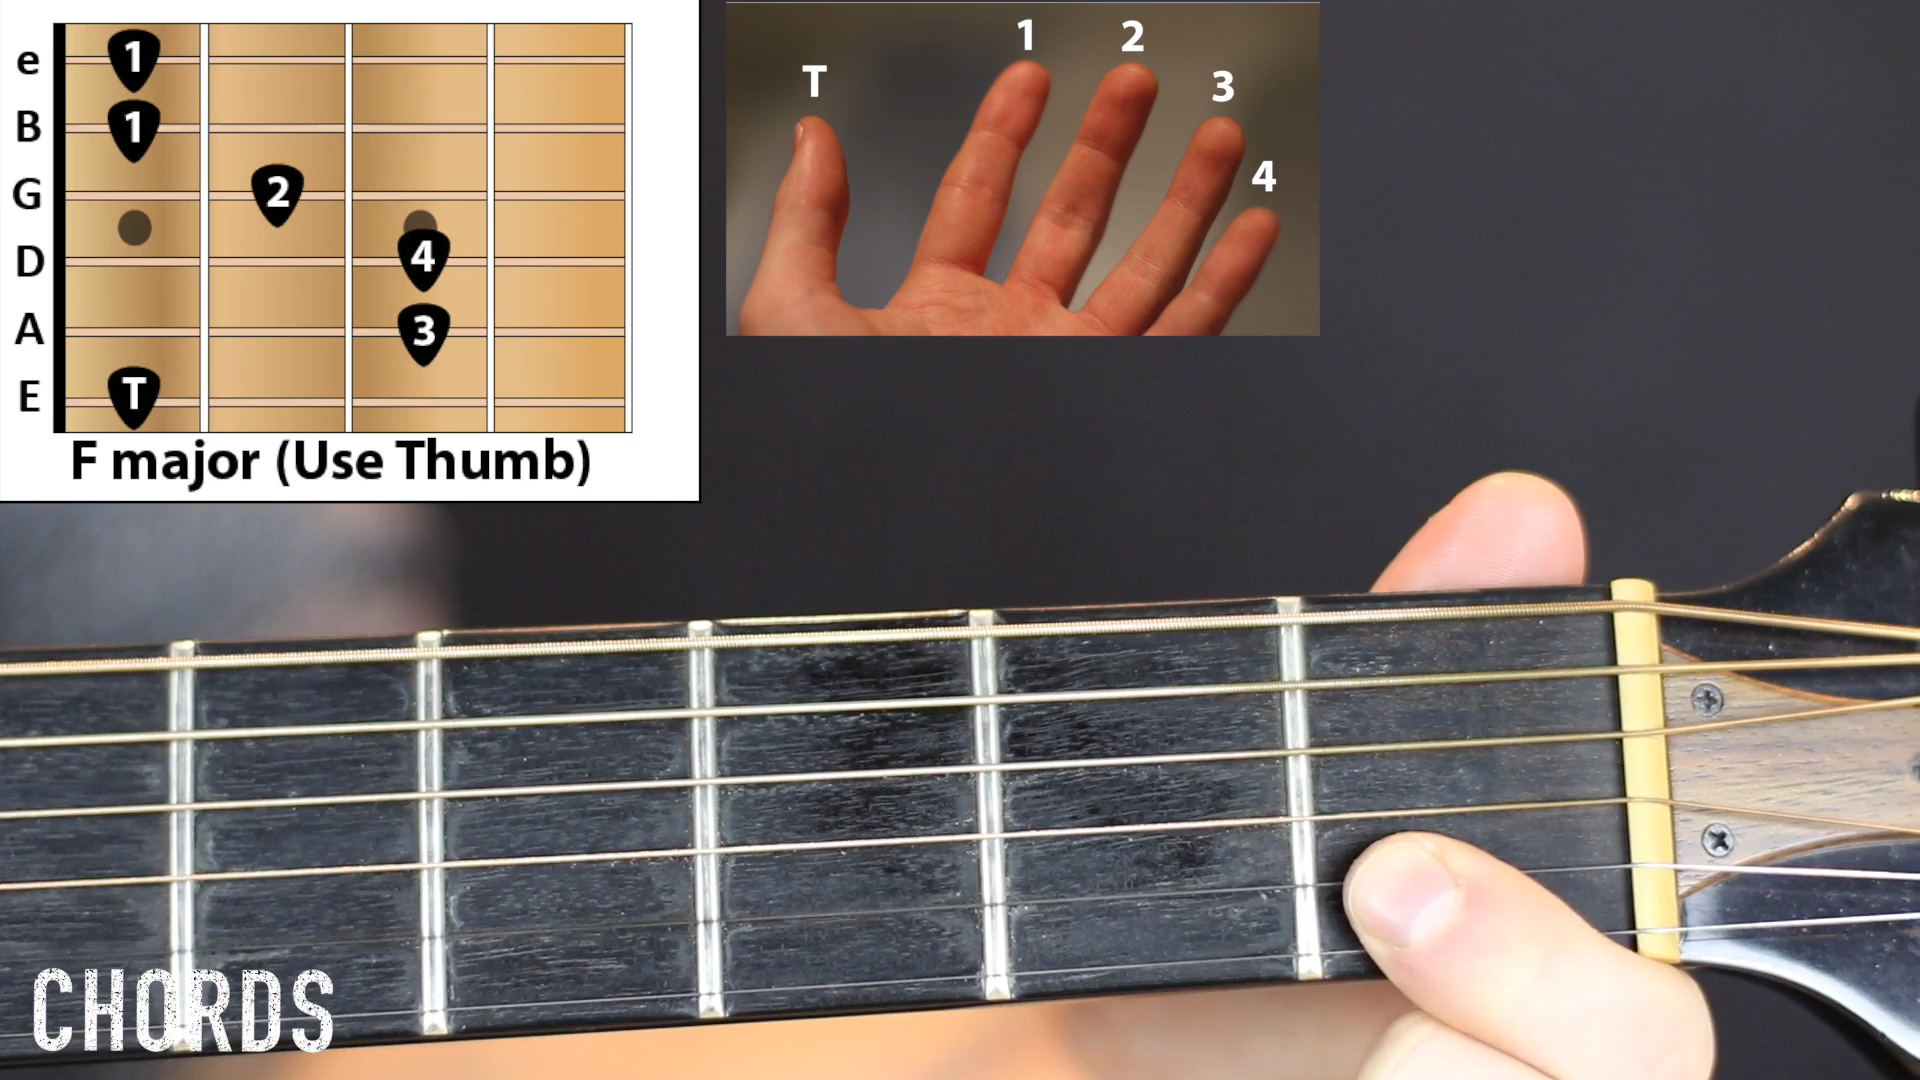 e 1
B 1
G 2
D 4
A 3
E T
F major (Use Thumb)
T 1 2 3 4
CHORDS